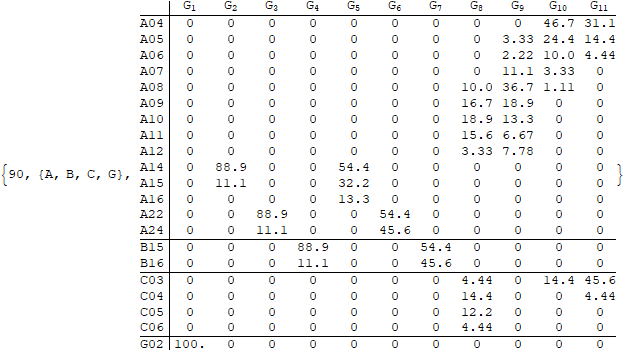 G1 G2 G3 G4 G5 G6 G7 G8 G9 G10 G11
A04 0 0 0 0 0 0 0 0 0 46.7 31.1
A05 0 0 0 0 0 0 0 0 3.33 24.4 14.4
A06 0 0 0 0 0 0 0 0 2.22 10.0 4.44
A07 0 0 0 0 0 0 0 0 11.1 3.33 0
A08 0 0 0 0 0 0 0 10.0 36.7 1.11 0
A09 0 0 0 0 0 0 0 16.7 18.9 0 0
A10 0 0 0 0 0 0 0 18.9 13.3 0 0
A11 0 0 0 0 0 0 0 15.6 6.67 0 0
A12 0 0 0 0 0 0 0 3.33 7.78 0 0
A14 0 88.9 0 0 54.4 0 0 0 0 0 0
{90, {A, B, C, G}, A15 0 11.1 0 0 32.2 0 0 0 0 0 0 }
A16 0 0 0 0 13.3 0 0 0 0 0 0
A22 0 0 88.9 0 0 54.4 0 0 0 0 0
A24 0 0 11.1 0 0 45.6 0 0 0 0 0
B15 0 0 0 88.9 0 0 54.4 0 0 0 0
B16 0 0 0 11.1 0 0 45.6 0 0 0 0
C03 0 0 0 0 0 0 0 4.44 0 14.4 45.6
C04 0 0 0 0 0 0 0 14.4 0 0 4.44
C05 0 0 0 0 0 0 0 12.2 0 0 0
C06 0 0 0 0 0 0 0 4.44 0 0 0
G02 100. 0 0 0 0 0 0 0 0 0 0